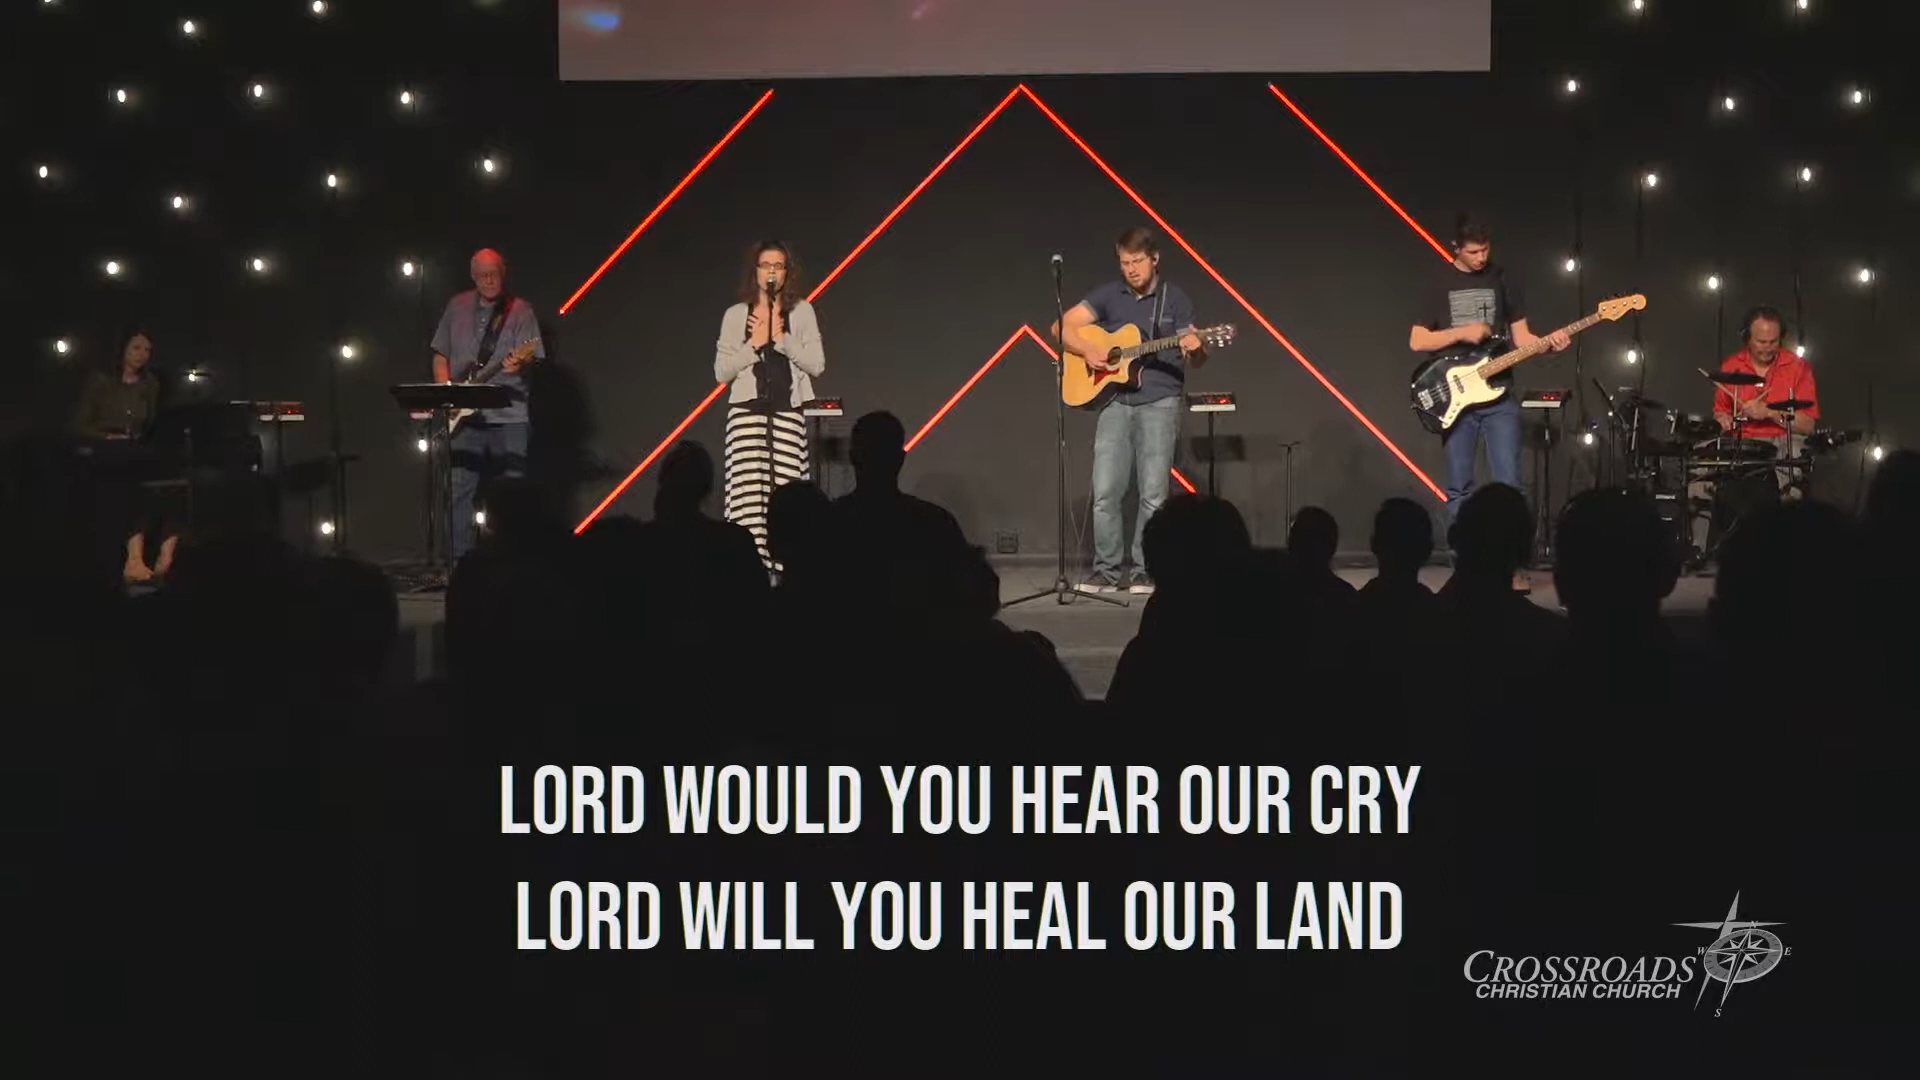 LORD WOULD YOU HEAR OUR CRY
LORD WILL YOU HEAL OUR LAND
N
W E
CROSSROADS
CHRISTIAN CHURCH
S